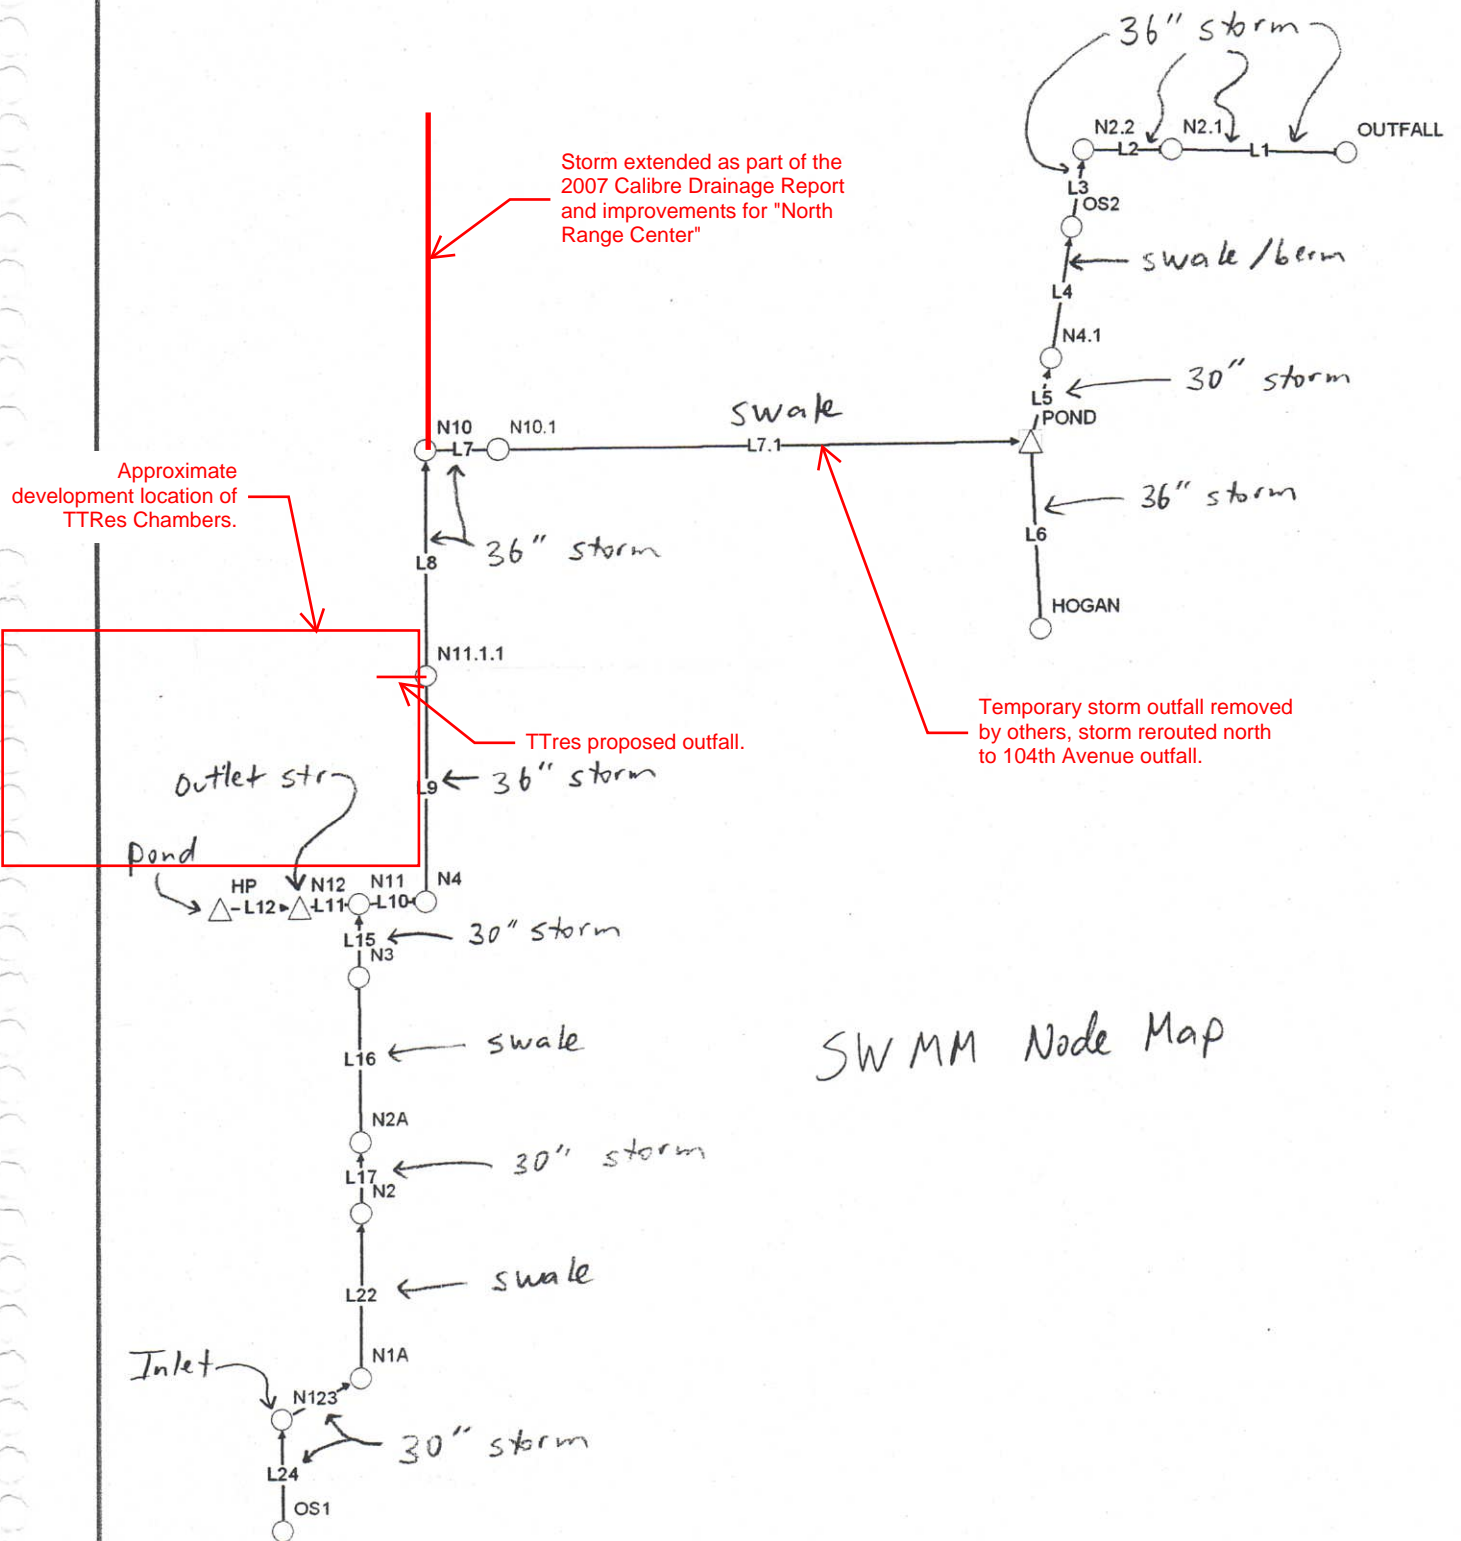 36" storm
N2.2
N2.1
OUTFALL
L2
L1
L3
OS2
Storm extended as part of the
2007 Calibre Drainage Report
and improvements for "North
Range Center"
swale/berm
L4
N4.1
30" storm
L5
POND
swale
N10
N10.1
L7
L7.1
Approximate
development location of
TTRes Chambers.
36" storm
L6
36" storm
L8
HOGAN
N11.1.1
Temporary storm outfall removed
by others, storm rerouted north
to 104th Avenue outfall.
TTres proposed outfall.
outlet str
L9
36" storm
Pond
HP
N12
N11
N4
L12
L11
L10
L15
30" storm
N3
L16
swale
SWMM Node Map
N2A
L17
30" storm
N2
L22
swale
N1A
Inlet
N123
30" storm
L24
OS1